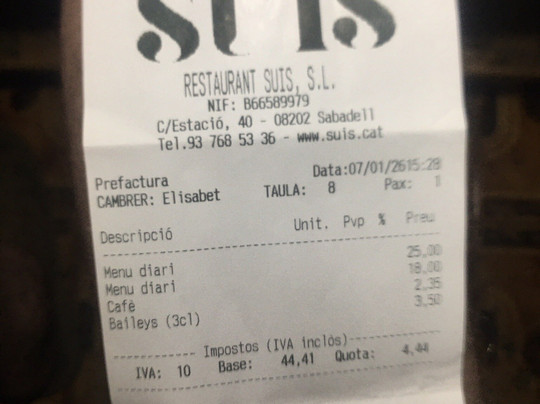 SUIS
RESTAURANT SUIS, S.L.
NIF: B66589979
C/Estació, 40 - 08202 Sabadell
Tel.93 768 53 36 - www.suis.cat
Prefactura Data:07/01/2615:28
CAMBRER: Elisabet TAULA: 8 Pax: 1
Descripció Unit. Pvp % Preu
Menu diari 25,00
Menu diari 18,00
Cafè 2,35
Baileys (3cl) 3,50
Impostos (IVA inclòs)
IVA: 10 Base: 44,41 Quota: 4,44